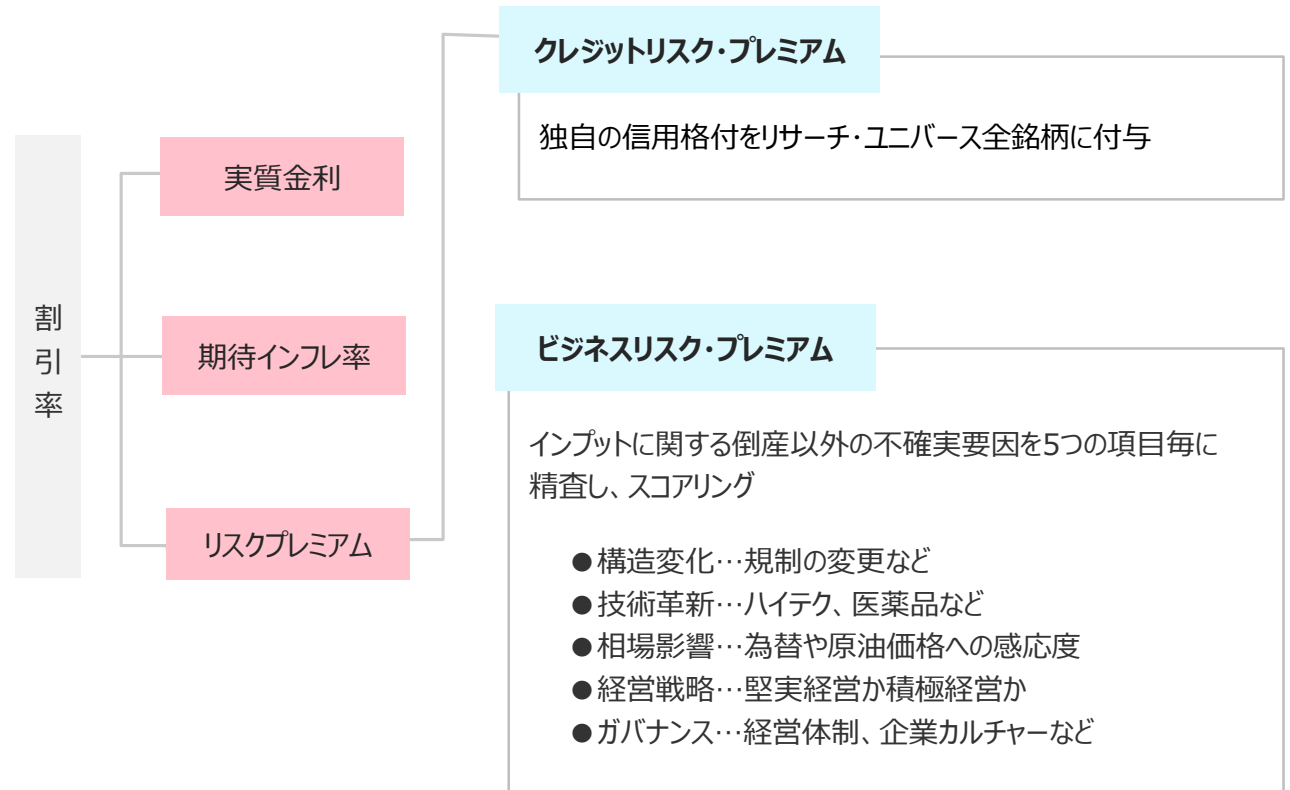 割引率
実質金利
期待インフレ率
リスクプレミアム
クレジットリスク・プレミアム
独自の信用格付をリサーチ・ユニバース全銘柄に付与
ビジネスリスク・プレミアム
インプットに関する倒産以外の不確実要因を5つの項目毎に
精査し、スコアリング
●構造変化…規制の変更など
●技術革新…ハイテク、医薬品など
●相場影響…為替や原油価格への感応度
●経営戦略…堅実経営か積極経営か
●ガバナンス…経営体制、企業カルチャーなど